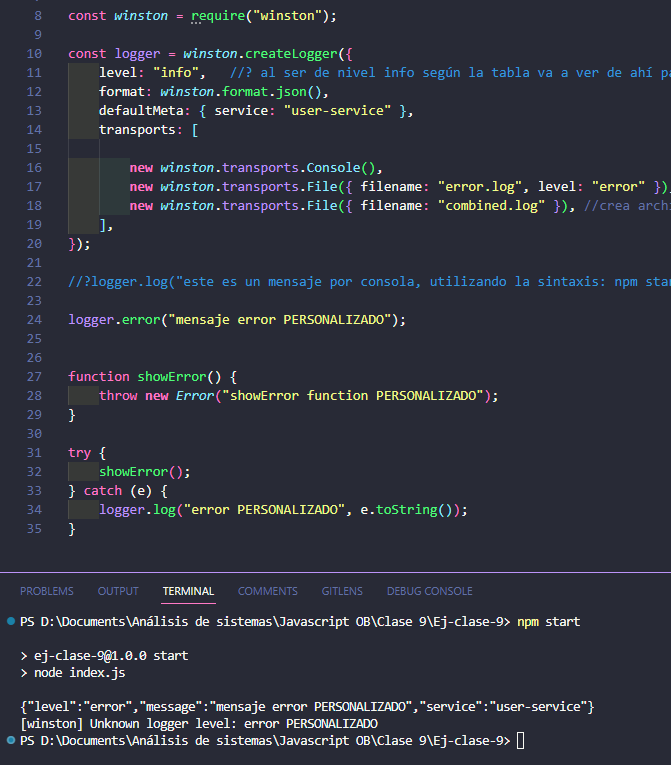 8 const winston = require("winston");
9
10 const logger = winston.createLogger({
11 level: "info", //? al ser de nivel info según la tabla va a ver de ahí
12 format: winston.format.json(),
13 defaultMeta: { service: "user-service" },
14 transports: [
15
16 new winston.transports.Console(),
17 new winston.transports.File({ filename: "error.log", level: "error" }),
18 new winston.transports.File({ filename: "combined.log" }), //crea
19 ],
20 });
21
22 //?logger.log("este es un mensaje por consola, utilizando la sintaxis: npm
23
24 logger.error("mensaje error PERSONALIZADO");
25
26
27 function showError() {
28 throw new Error("showError function PERSONALIZADO");
29 }
30
31 try {
32 showError();
33 } catch (e) {
34 logger.log("error PERSONALIZADO", e.toString());
35 }
PROBLEMS OUTPUT TERMINAL COMMENTS GITLENS DEBUG CONSOLE
PS D:\Documents\Análisis de sistemas\Javascript OB\Clase 9\Ej-clase-9> npm start
> ej-clase-9@1.0.0 start
> node index.js
{"level":"error","message":"mensaje error PERSONALIZADO","service":"user-service"}
[winston] Unknown logger level: error PERSONALIZADO
PS D:\Documents\Análisis de sistemas\Javascript OB\Clase 9\Ej-clase-9>